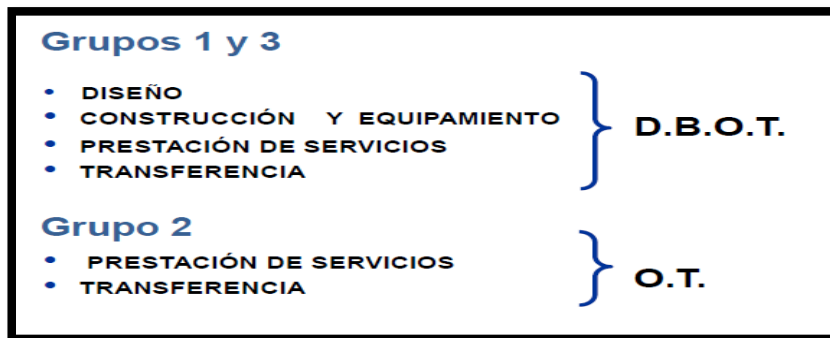 Grupos 1 y 3
• DISEÑO
• CONSTRUCCIÓN Y EQUIPAMIENTO
• PRESTACIÓN DE SERVICIOS
• TRANSFERENCIA
D.B.O.T.
Grupo 2
• PRESTACIÓN DE SERVICIOS
• TRANSFERENCIA
O.T.